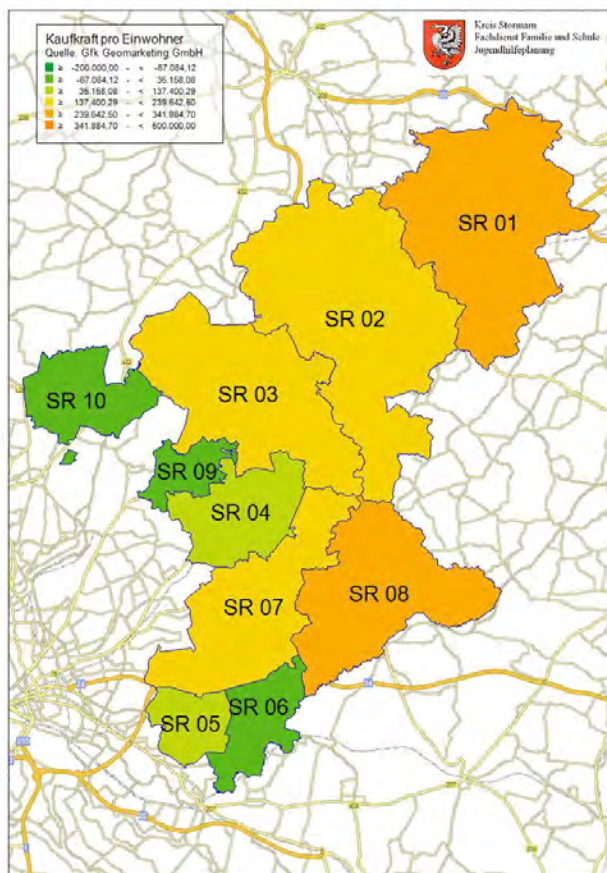 Kaufkraft pro Einwohner
Quelle. Gfk Geomarketing GmbH
≥ -200.000,00 - < -67.084,12
≥ -67.084,12 - < 35.158,08
≥ 35.158,08 - < 137.400,29
≥ 137.400,29 - < 239.642,50
≥ 239.642,50 - < 341.884,70
≥ 341.884,70 - < 500.000,00
Kreis Stormarn
Fachdienst Familie und Schule
Jugendhilfeplanung
SR 01
SR 02
SR 03
SR 10
SR 09
SR 04
SR 07
SR 08
SR 05
SR 06